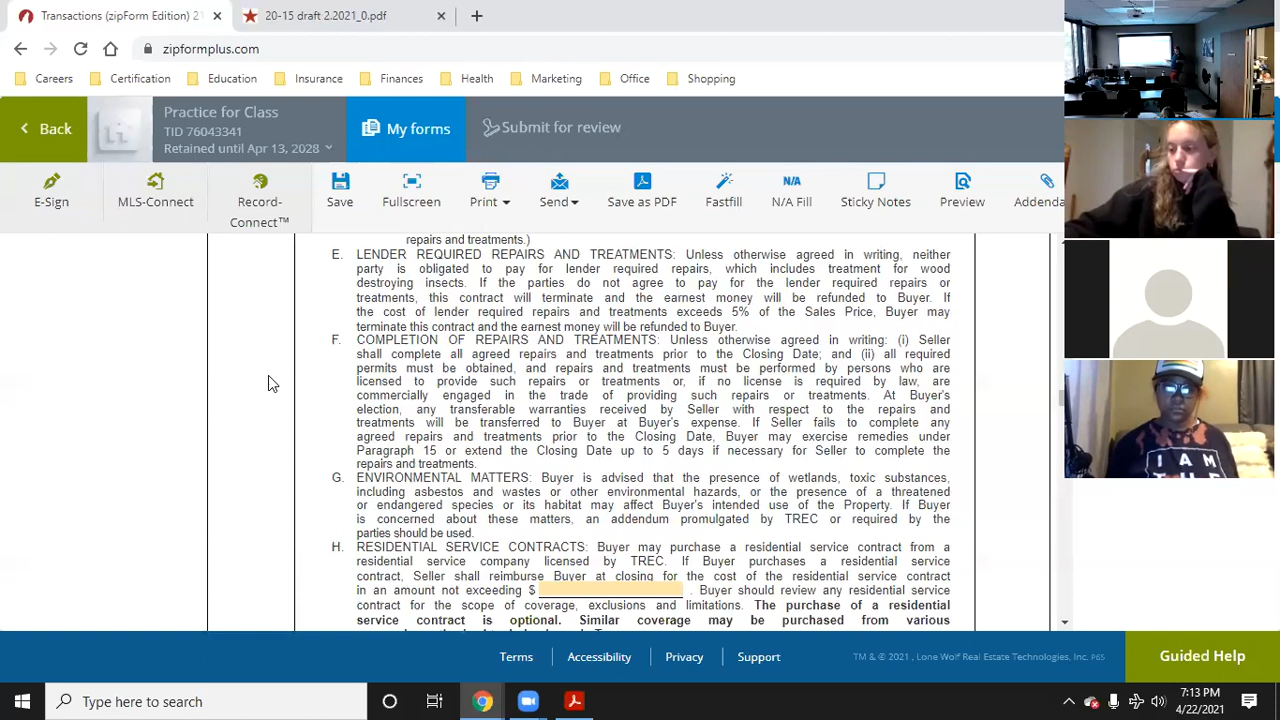 Transactions (zipForm Edition) 21
20-15 draft 2.2021_0.pdf
zipformplus.com
Careers
Certification
Education
Insurance
Finances
Health
Marketing
Office
Shopping
Back
Practice for Class
TID 76043341
Retained until Apr 13, 2028
My forms
Submit for review
E-Sign
MLS-Connect
Record-
Connect™
Save
Fullscreen
Print
Send
Save as PDF
Fastfill
N/A
N/A Fill
Sticky Notes
Preview
Addenda
repairs and treatments.)
E. LENDER REQUIRED REPAIRS AND TREATMENTS: Unless otherwise agreed in writing, neither
party is obligated to pay for lender required repairs, which includes treatment for wood
destroying insects. If the parties do not agree to pay for the lender required repairs or
treatments, this contract will terminate and the earnest money will be refunded to Buyer. If
the cost of lender required repairs and treatments exceeds 5% of the Sales Price, Buyer may
terminate this contract and the earnest money will be refunded to Buyer.
F. COMPLETION OF REPAIRS AND TREATMENTS: Unless otherwise agreed in writing: (i) Seller
shall complete all agreed repairs and treatments prior to the Closing Date; and (ii) all required
permits must be obtained, and repairs and treatments must be performed by persons who are
licensed to provide such repairs or treatments or, if no license is required by law, are
commercially engaged in the trade of providing such repairs or treatments. At Buyer's
election, any transferable warranties received by Seller with respect to the repairs and
treatments will be transferred to Buyer at Buyer's expense. If Seller fails to complete any
agreed repairs and treatments prior to the Closing Date, Buyer may exercise remedies under
Paragraph 15 or extend the Closing Date up to 5 days if necessary for Seller to complete the
repairs and treatments.
G. ENVIRONMENTAL MATTERS: Buyer is advised that the presence of wetlands, toxic substances,
including asbestos and wastes or other environmental hazards, or the presence of a threatened
or endangered species or its habitat may affect Buyer's intended use of the Property. If Buyer
is concerned about these matters, an addendum promulgated by TREC or required by the
parties should be used.
H. RESIDENTIAL SERVICE CONTRACTS: Buyer may purchase a residential service contract from a
residential service company licensed by TREC. If Buyer purchases a residential service
contract, Seller shall reimburse Buyer at closing for the cost of the residential service contract
in an amount not exceeding $ . Buyer should review any residential service
contract for the scope of coverage, exclusions and limitations. The purchase of a residential
service contract is optional. Similar coverage may be purchased from various
I AM
THE
Terms
Accessibility
Privacy
Support
TM & © 2021 , Lone Wolf Real Estate Technologies, Inc. P65
Guided Help
Type here to search
7:13 PM
4/22/2021